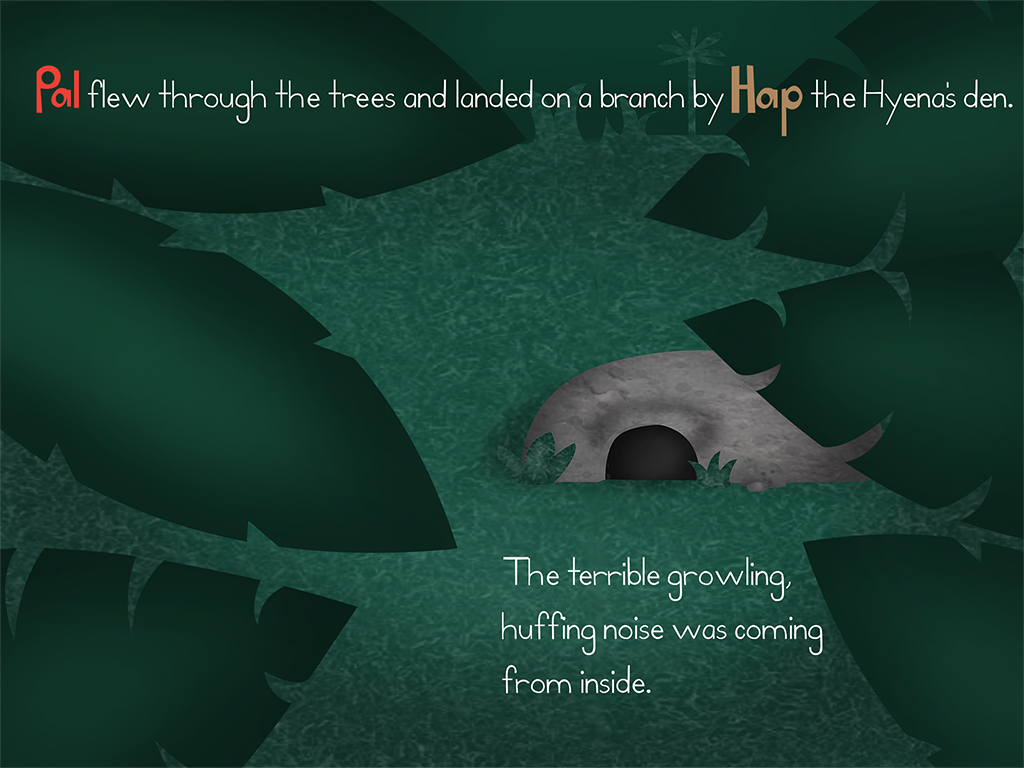 Pal flew through the trees and landed on a branch by Hap the Hyena's den.
The terrible growling,
huffing noise was coming
from inside.